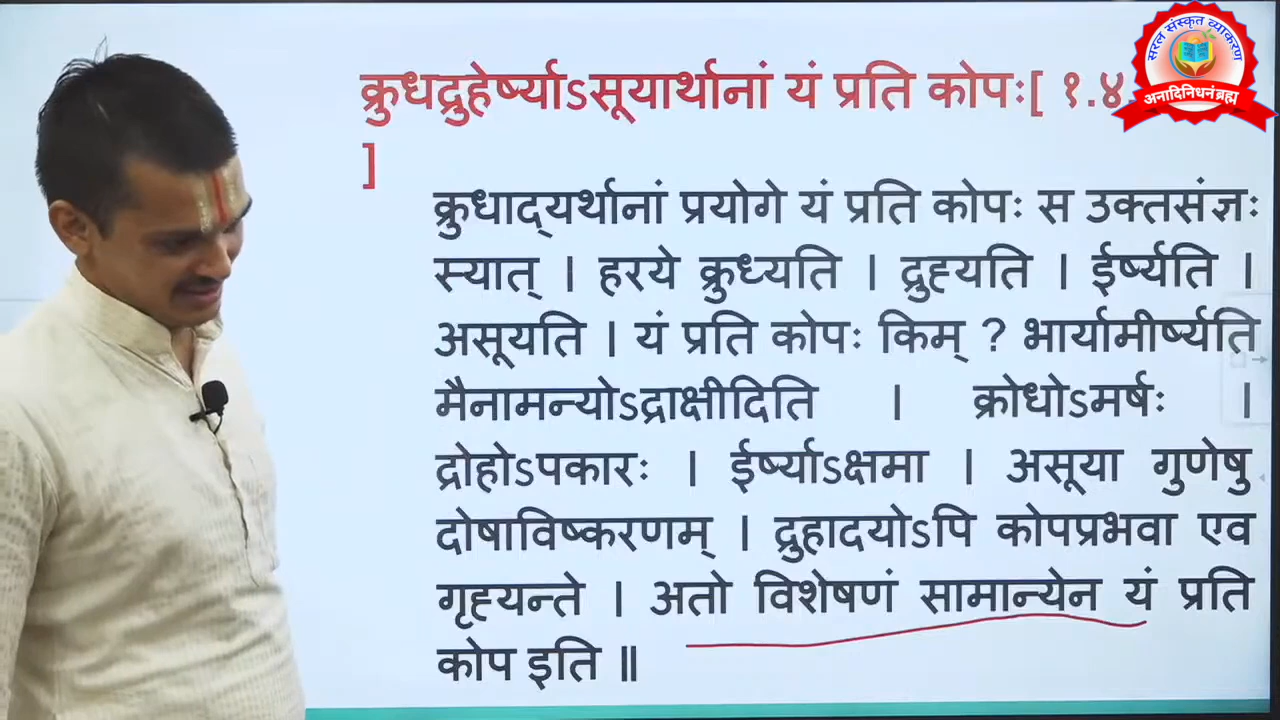 क्रुधद्रुहेर्ष्याऽसूयार्थानां यं प्रति कोपः[ १.४
]
क्रुधाद्यर्थानां प्रयोगे यं प्रति कोपः स उक्तसंज्ञः
स्यात् । हरये क्रुध्यति । द्रुह्यति । ईर्ष्यति ।
असूयति । यं प्रति कोपः किम् ? भार्यामीर्ष्यति
मैनामन्योऽद्राक्षीदिति । क्रोधोऽमर्षः ।
द्रोहोऽपकारः । ईर्ष्याऽक्षमा । असूया गुणेषु
दोषाविष्करणम् । द्रुहादयोऽपि कोपप्रभवा एव
गृह्यन्ते । अतो विशेषणं सामान्येन यं प्रति
कोप इति ॥
सरल संस्कृत व्याकरण
अनादिनिधनंब्रह्म